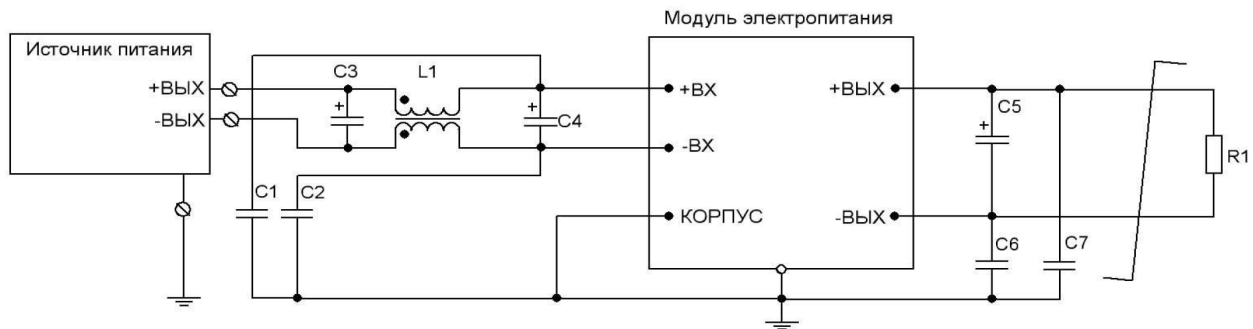 Модуль электропитания
Источник питания
+ВЫХ
-ВЫХ
C3
L1
+
+
C4
C1
C2
+ВХ
-ВХ
КОРПУС
+ВЫХ
-ВЫХ
C5
+
C6
C7
R1